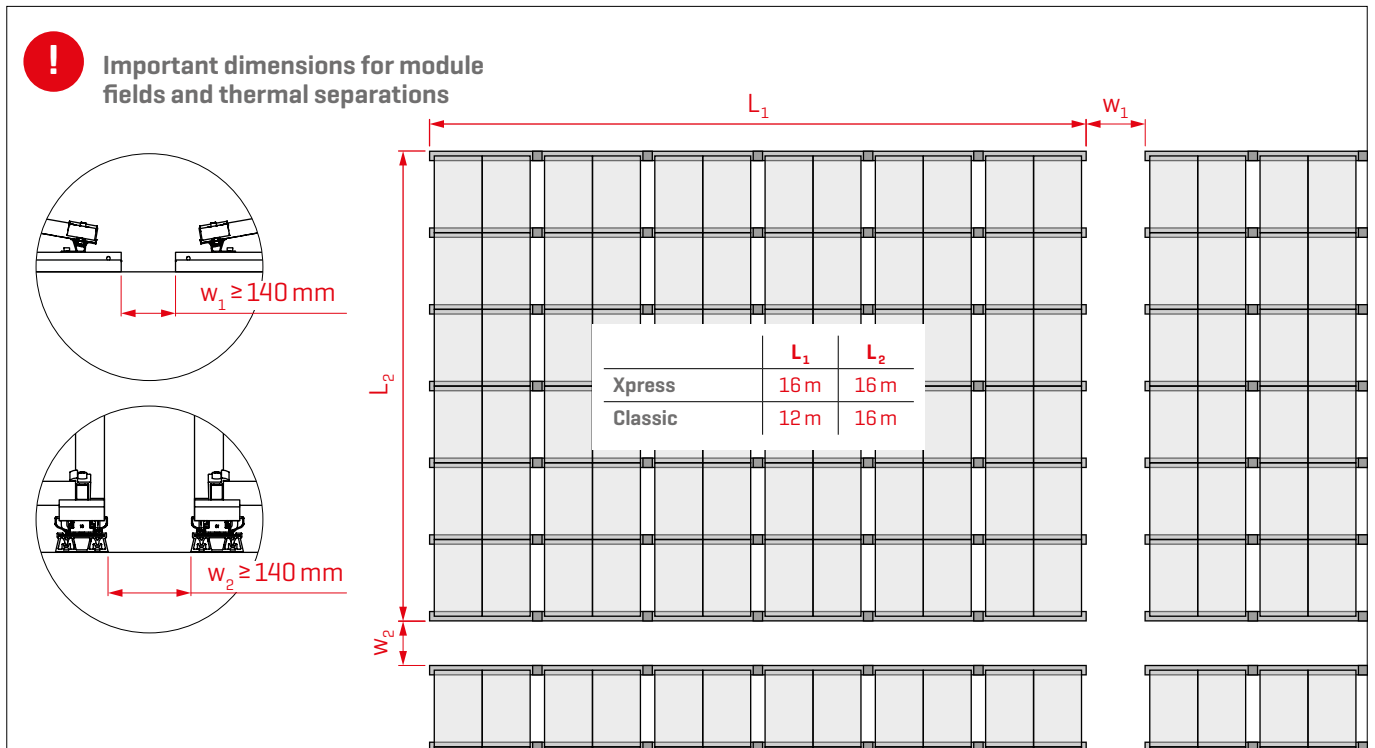 !
Important dimensions for module
fields and thermal separations
L₁
w₁
w₁ ≥ 140 mm
L₂
L₁ L₂
Xpress 16 m 16 m
Classic 12 m 16 m
w₂ ≥ 140 mm
w₂